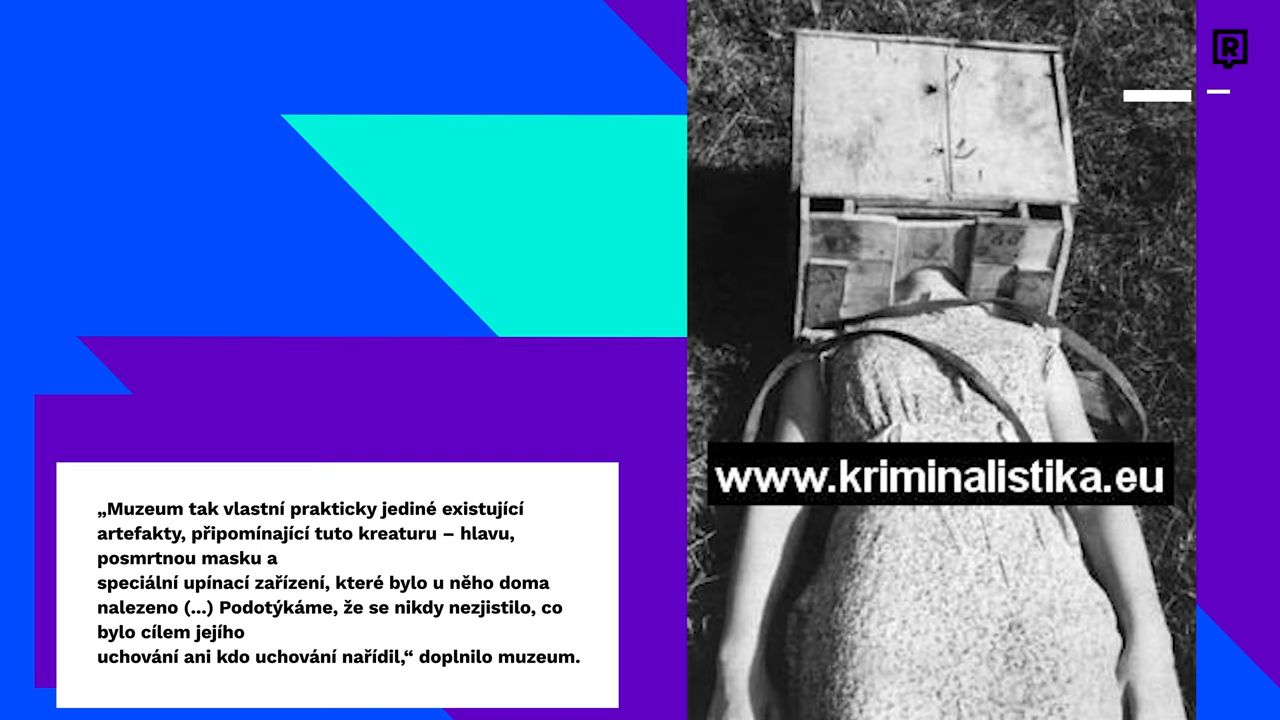 R
www.kriminalistika.eu
„Muzeum tak vlastní prakticky jediné existující
artefakty, připomínající tuto kreaturu – hlavu,
posmrtnou masku a
speciální upínací zařízení, které bylo u něho doma
nalezeno (...) Podotýkáme, že se nikdy nezjistilo, co
bylo cílem jejího
uchování ani kdo uchování nařídil,“ doplnilo muzeum.